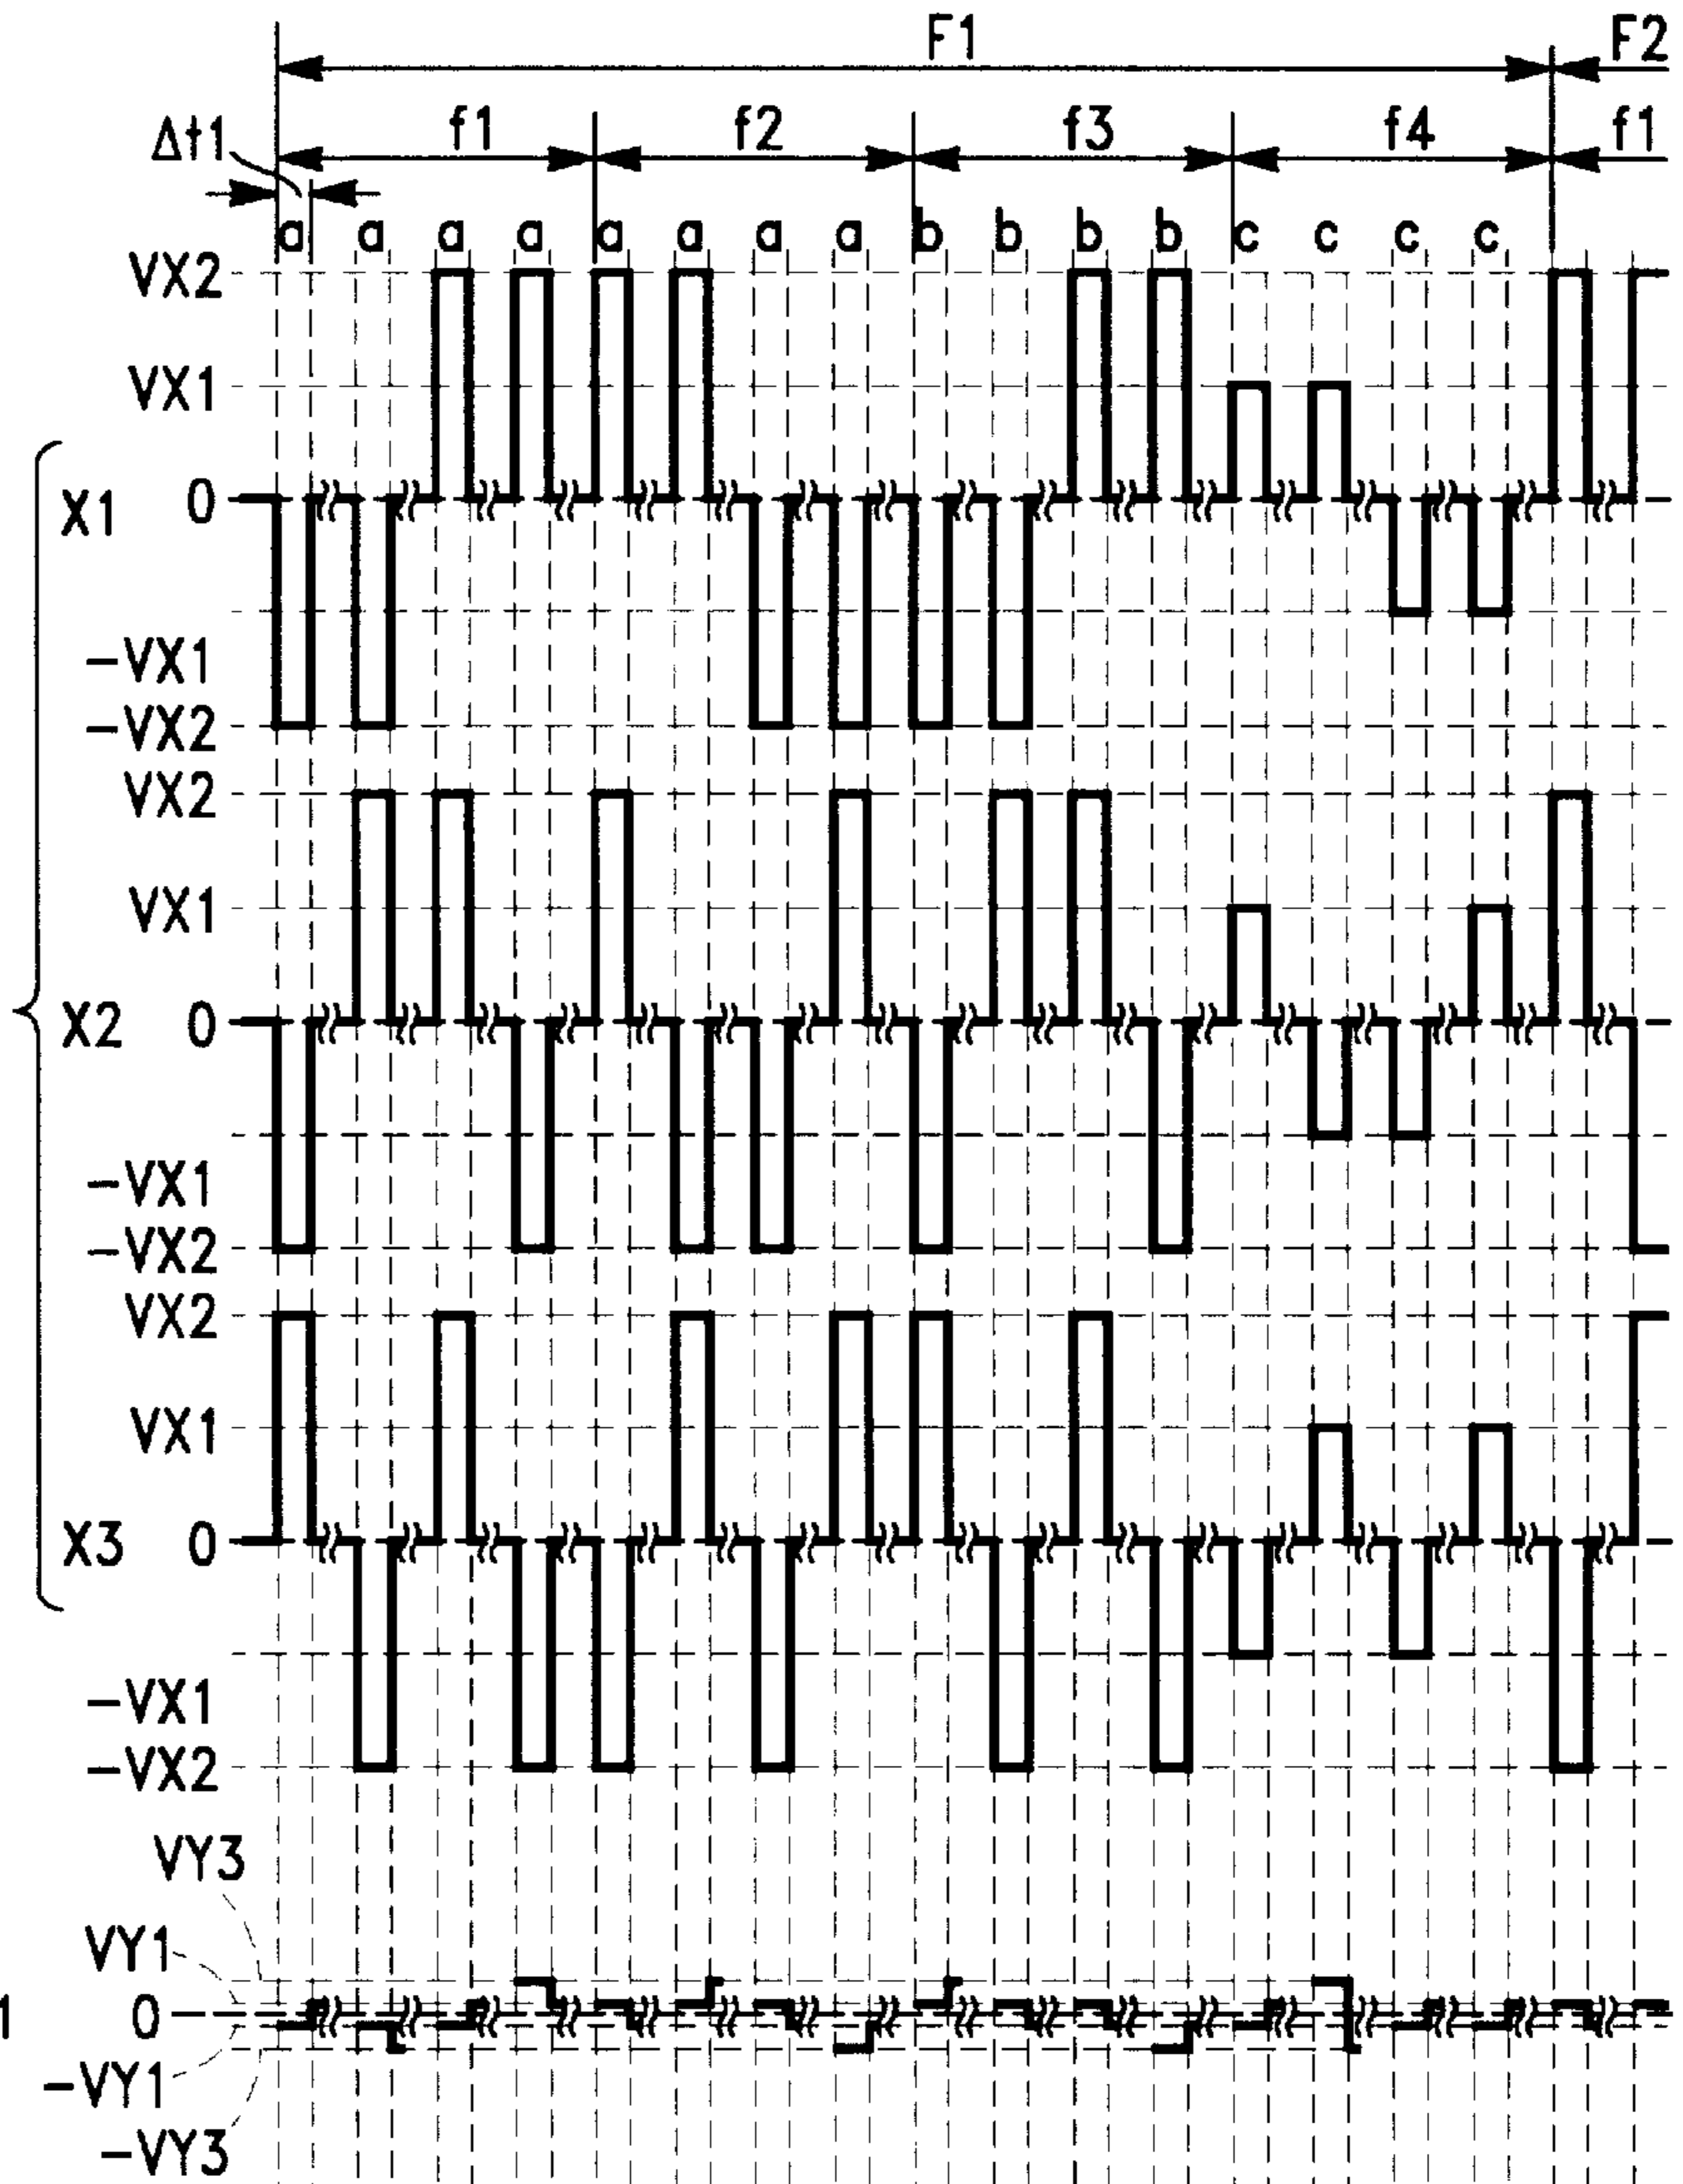 F1 F2
Δt1 f1 f2 f3 f4 f1
a a a a a a a a b b b b c c c c
VX2
VX1
X1 0
-VX1
-VX2
VX2
VX1
X2 0
-VX1
-VX2
VX2
VX1
X3 0
-VX1
-VX2
VY3
VY1
1 0
-VY1
-VY3